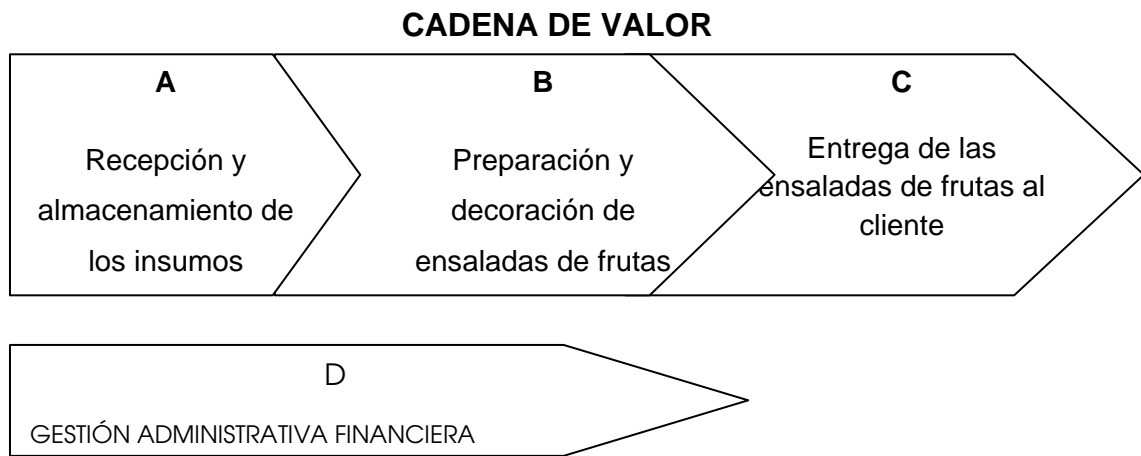 CADENA DE VALOR
A
Recepción y
almacenamiento de
los insumos
B
Preparación y
decoración de
ensaladas de frutas
C
Entrega de las
ensaladas de frutas al
cliente
D
GESTIÓN ADMINISTRATIVA FINANCIERA